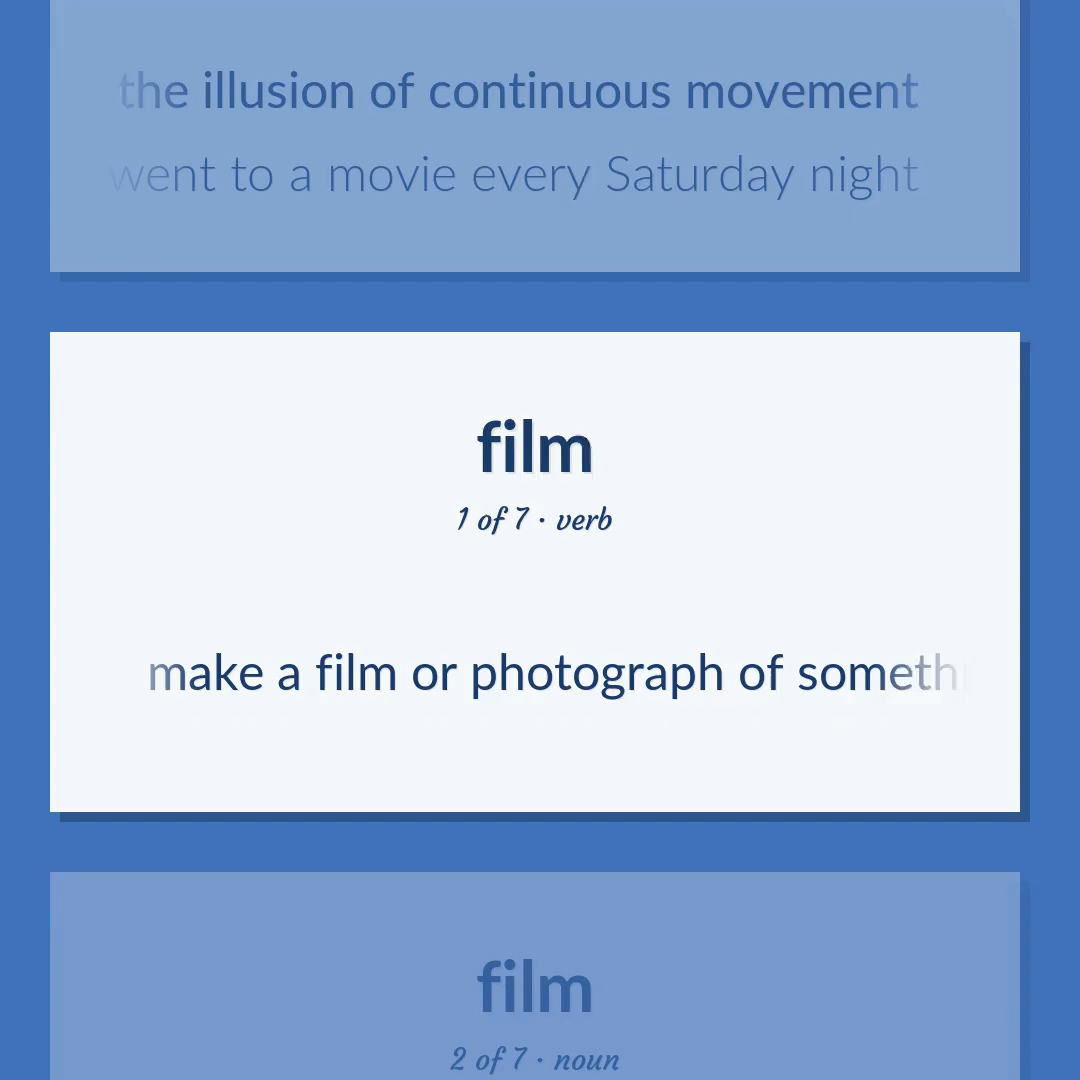 the illusion of continuous movement
went to a movie every Saturday night
film
1 of 7 · verb
make a film or photograph of someth
film
2 of 7 · noun